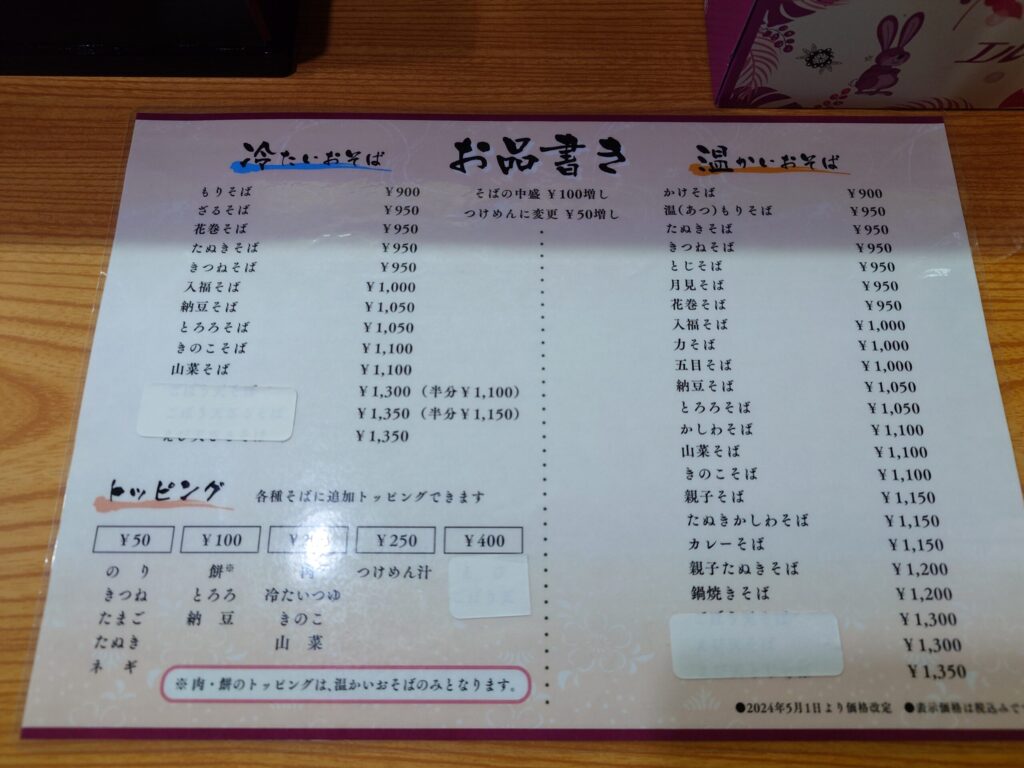 お品書き
そばの中盛 ¥100増し
つけめんに変更 ¥50増し
冷たいおそば
もりそば ¥900
ざるそば ¥950
花巻そば ¥950
たぬきそば ¥950
きつねそば ¥950
入福そば ¥1,000
納豆そば ¥1,050
とろろそば ¥1,050
きのこそば ¥1,100
山菜そば ¥1,100
¥1,300（半分¥1,100）
¥1,350（半分¥1,150）
¥1,350
トッピング 各種そばに追加トッピングできます
¥50 ¥100 ¥250 ¥400
のり 餅※ 肉 つけめん汁
きつね とろろ 冷たいつゆ
たまご 納豆 きのこ
たぬき 山菜
ネギ
※肉・餅のトッピングは、温かいおそばのみとなります。
温かいおそば
かけそば ¥900
温(あつ)もりそば ¥950
たぬきそば ¥950
きつねそば ¥950
とじそば ¥950
月見そば ¥950
花巻そば ¥950
入福そば ¥1,000
力そば ¥1,000
五目そば ¥1,000
納豆そば ¥1,050
とろろそば ¥1,050
かしわそば ¥1,100
山菜そば ¥1,100
きのこそば ¥1,100
親子そば ¥1,150
たぬきかしわそば ¥1,150
カレーそば ¥1,150
親子たぬきそば ¥1,200
鍋焼きそば ¥1,200
¥1,300
¥1,300
¥1,350
●2024年5月1日より価格改定 ●表示価格は税込みで
エル